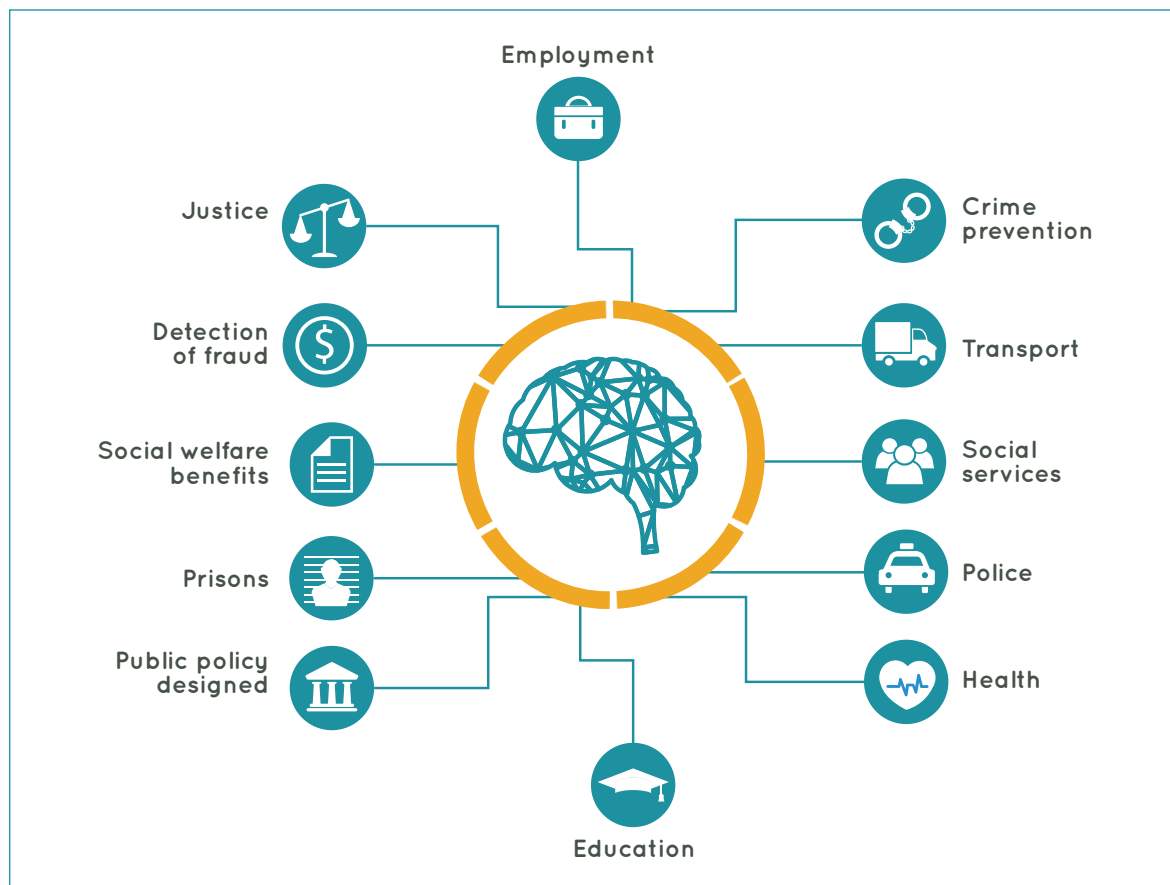 Employment
Justice
Crime
prevention
Detection
of fraud
Transport
Social welfare
benefits
Social
services
Prisons
Police
Public policy
designed
Health
Education
$